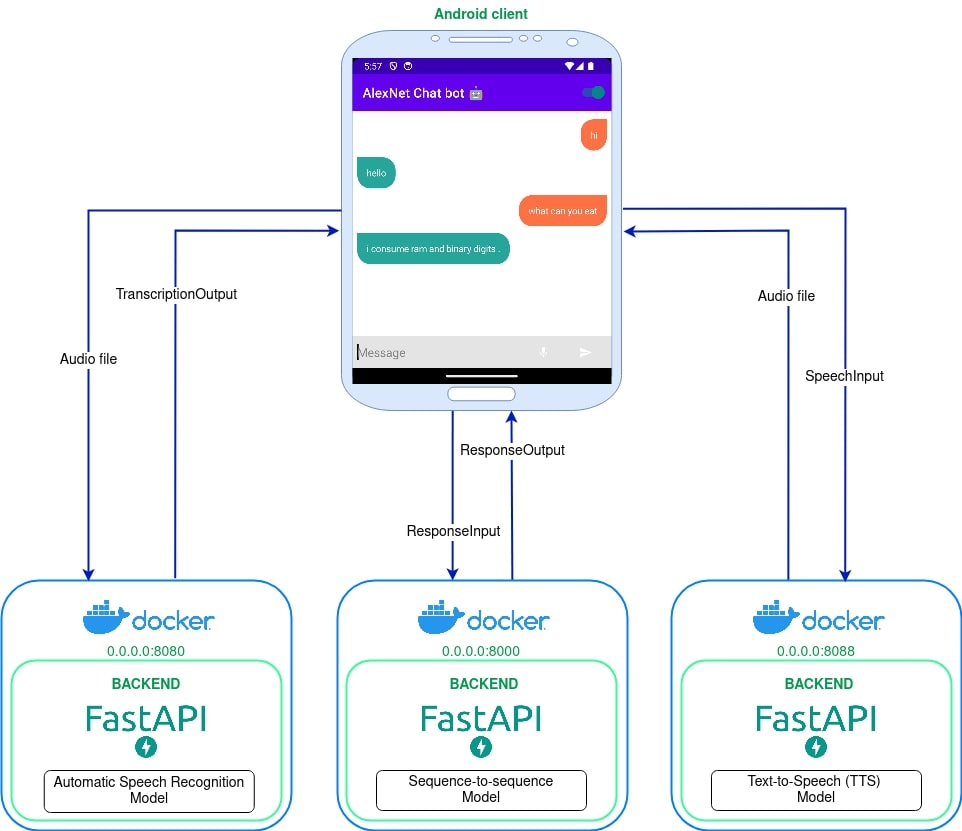 Android client
5:57
AlexNet Chat bot 🤖
hi
hello
what can you eat
i consume ram and binary digits .
TranscriptionOutput
Audio file
Audio file
Message
SpeechInput
ResponseOutput
ResponseInput
docker
docker
docker
0.0.0.0:8080
0.0.0.0:8000
0.0.0.0:8088
BACKEND
BACKEND
BACKEND
FastAPI
FastAPI
FastAPI
Automatic Speech Recognition
Model
Sequence-to-sequence
Model
Text-to-Speech (TTS)
Model